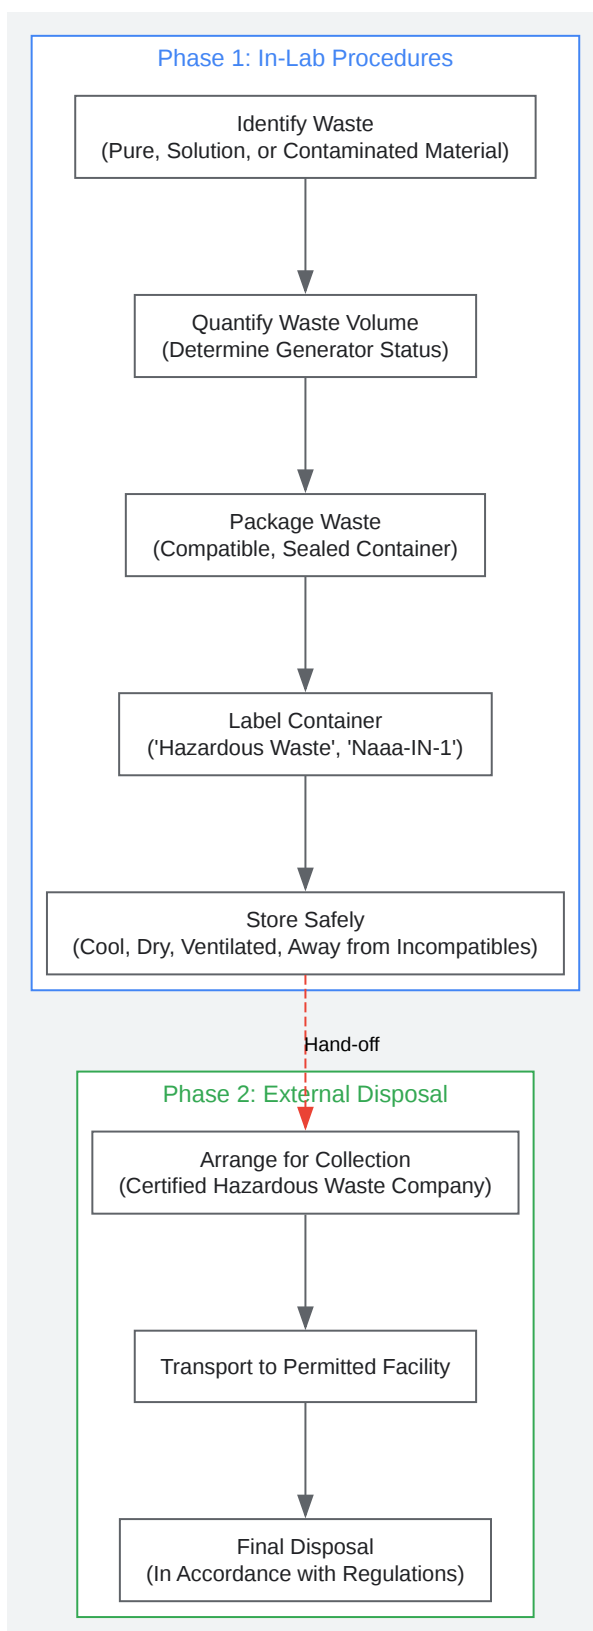 Phase 1: In-Lab Procedures
Identify Waste
(Pure, Solution, or Contaminated Material)
Quantify Waste Volume
(Determine Generator Status)
Package Waste
(Compatible, Sealed Container)
Label Container
('Hazardous Waste', 'Naaa-IN-1')
Store Safely
(Cool, Dry, Ventilated, Away from Incompatibles)
Hand-off
Phase 2: External Disposal
Arrange for Collection
(Certified Hazardous Waste Company)
Transport to Permitted Facility
Final Disposal
(In Accordance with Regulations)